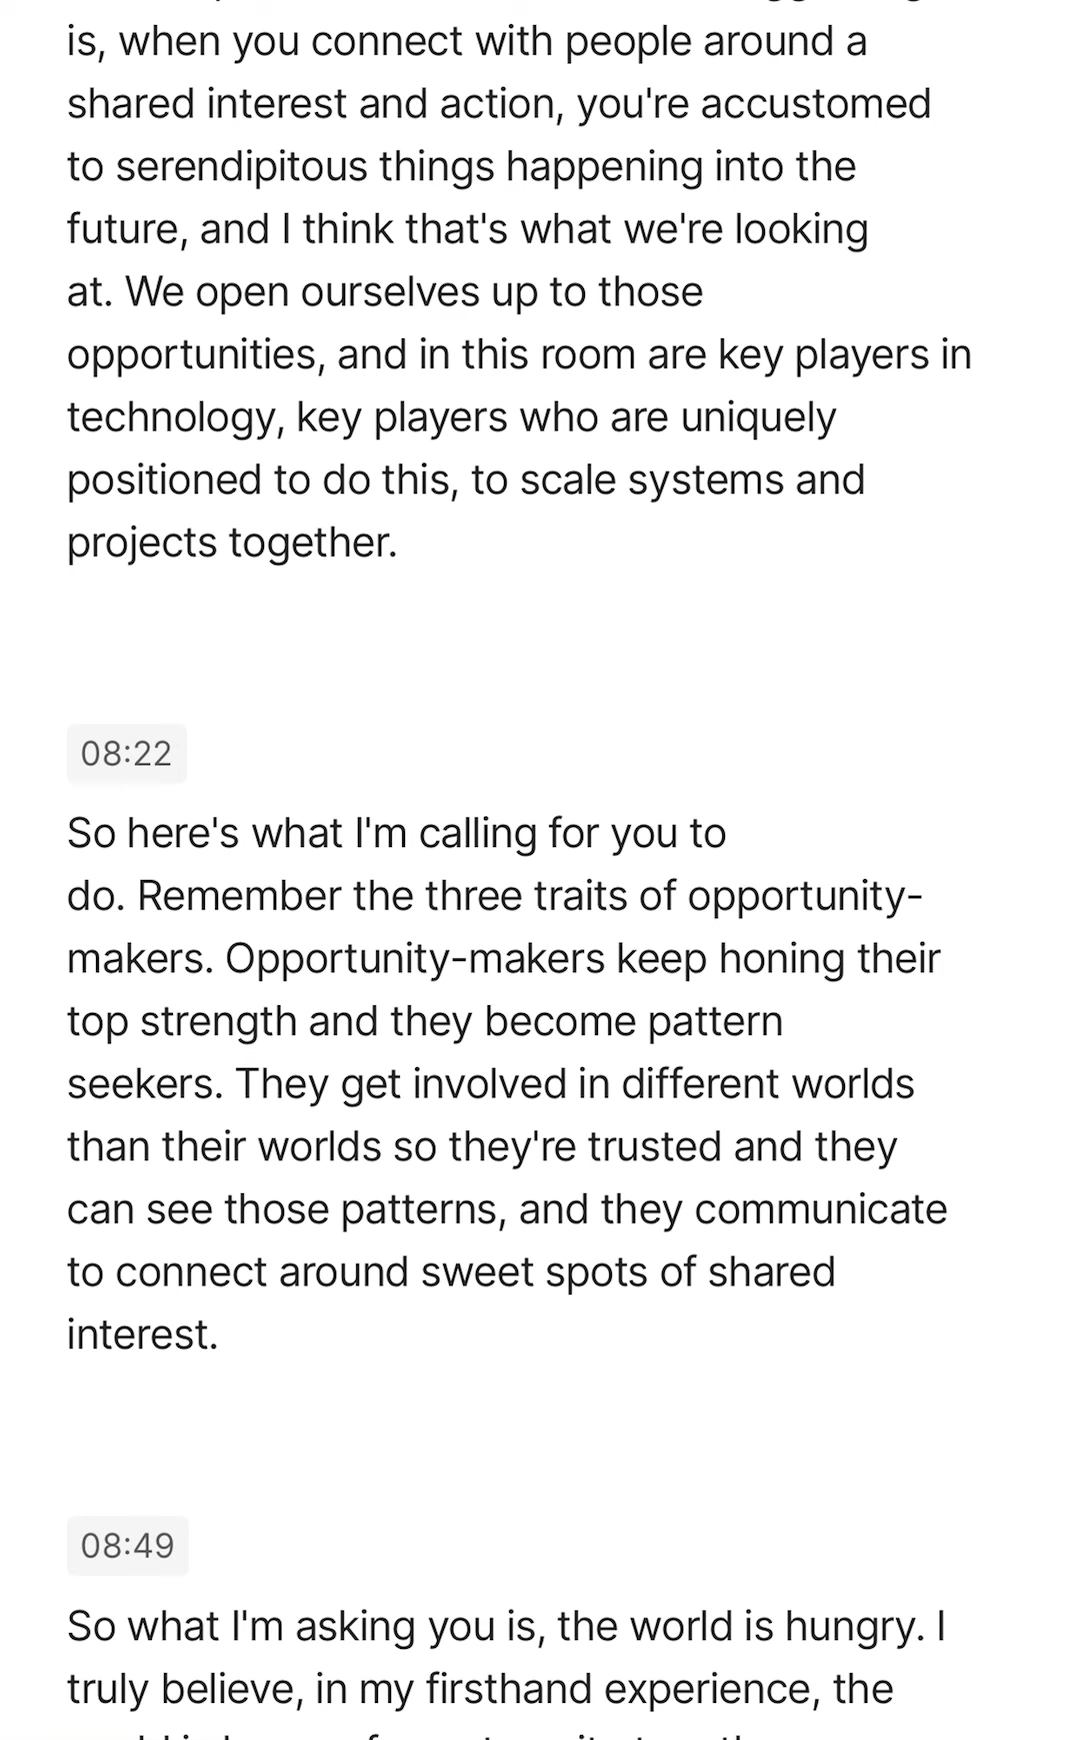 is, when you connect with people around a
shared interest and action, you're accustomed
to serendipitous things happening into the
future, and I think that's what we're looking
at. We open ourselves up to those
opportunities, and in this room are key players in
technology, key players who are uniquely
positioned to do this, to scale systems and
projects together.
08:22
So here's what I'm calling for you to
do. Remember the three traits of opportunity-
makers. Opportunity-makers keep honing their
top strength and they become pattern
seekers. They get involved in different worlds
than their worlds so they're trusted and they
can see those patterns, and they communicate
to connect around sweet spots of shared
interest.
08:49
So what I'm asking you is, the world is hungry. I
truly believe, in my firsthand experience, the